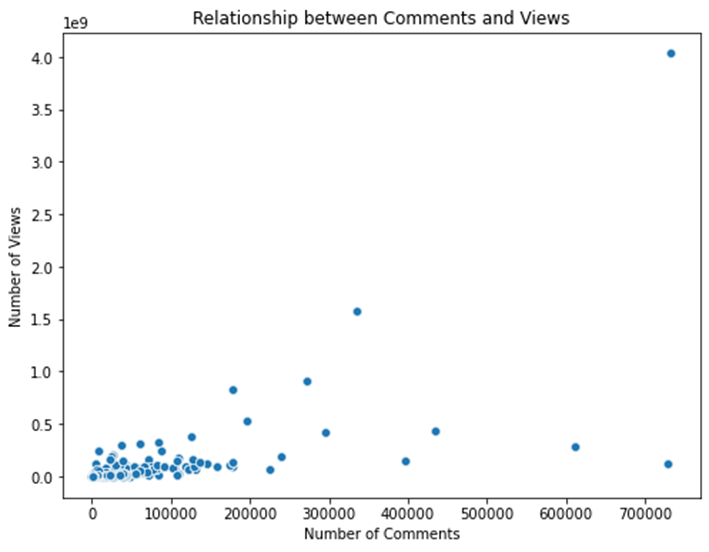 Relationship between Comments and Views
1e9
4.0
3.5
3.0
2.5
2.0
1.5
1.0
0.5
0.0
Number of Views
0 100000 200000 300000 400000 500000 600000 700000
Number of Comments